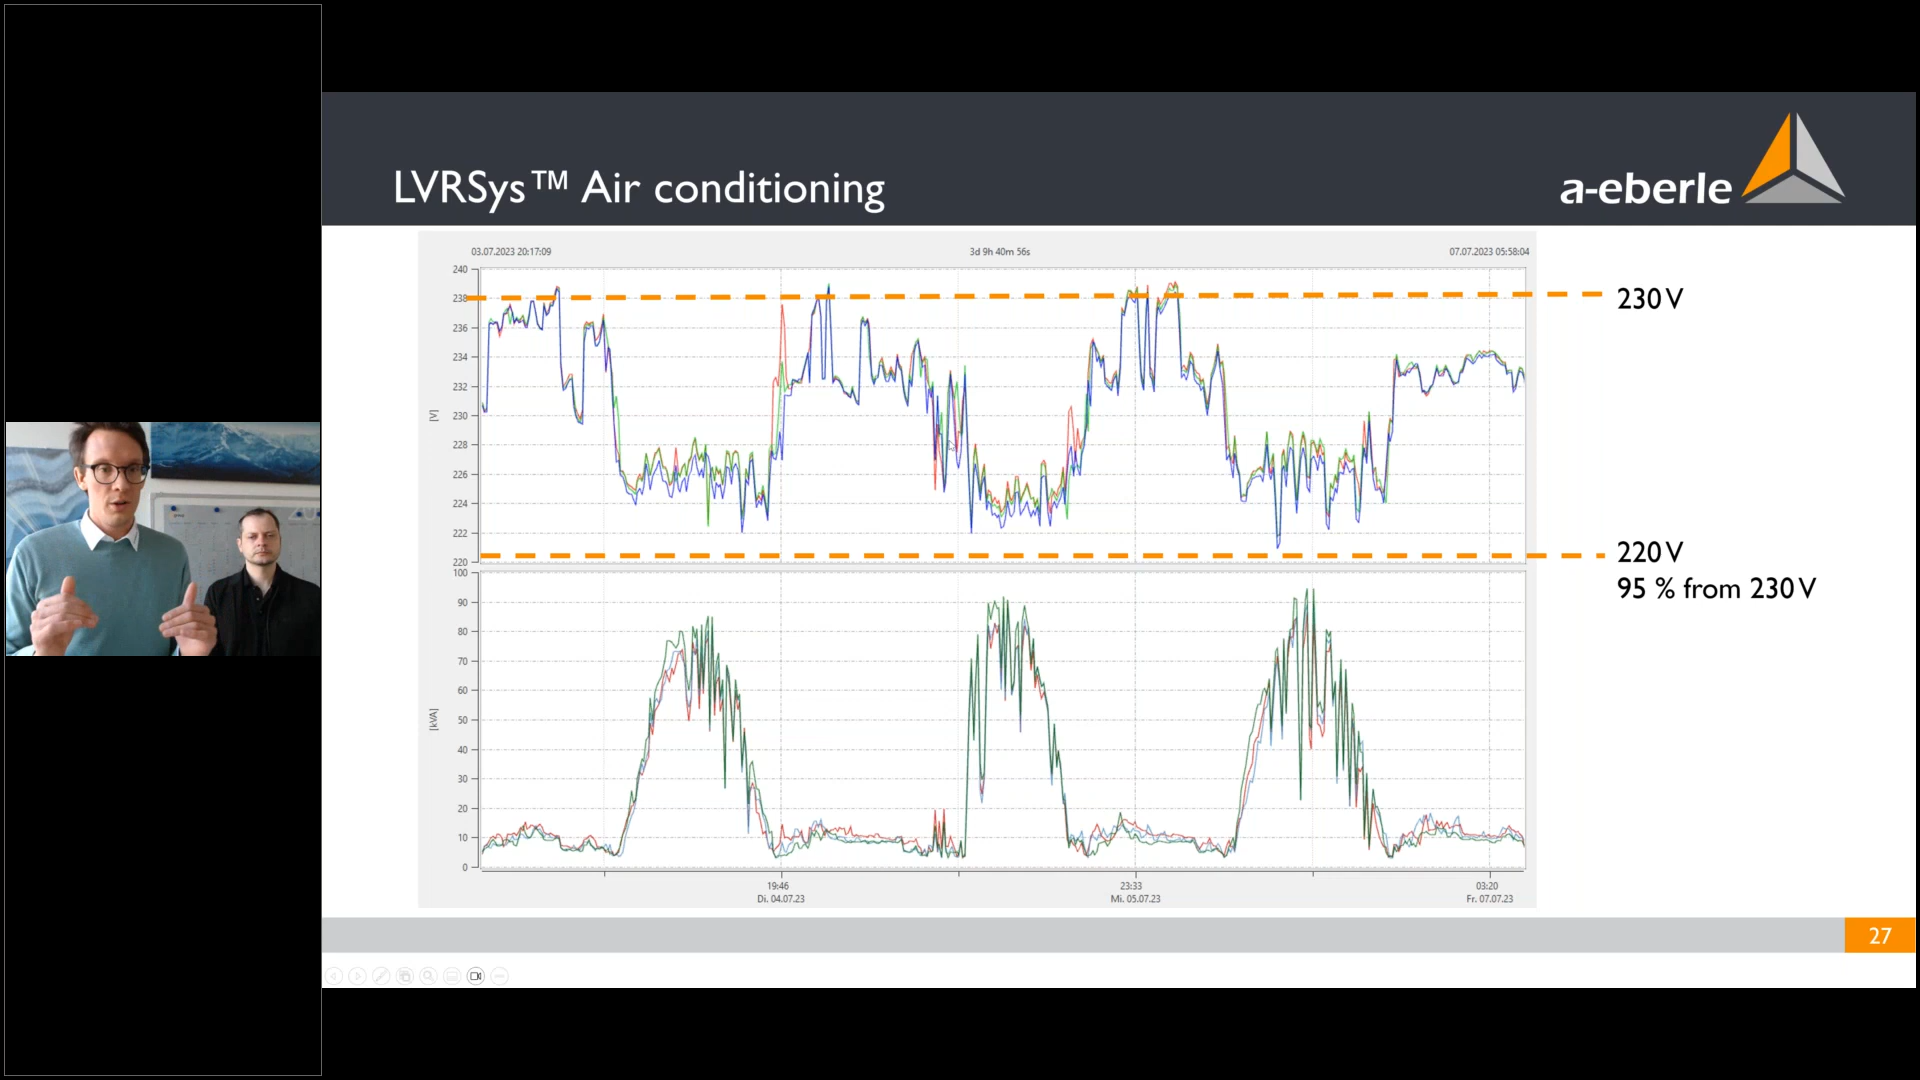 LVRSys™ Air conditioning
a-eberle
03.07.2023 20:17:09
3d 9h 40m 56s
07.07.2023 05:58:04
240
238
236
234
232
230
228
226
224
222
220
[V]
230 V
220 V
95 % from 230 V
100
90
80
70
60
50
40
30
20
10
0
[kVA]
19:46
Di. 04.07.23
23:33
Mi. 05.07.23
03:20
Fr. 07.07.23
27